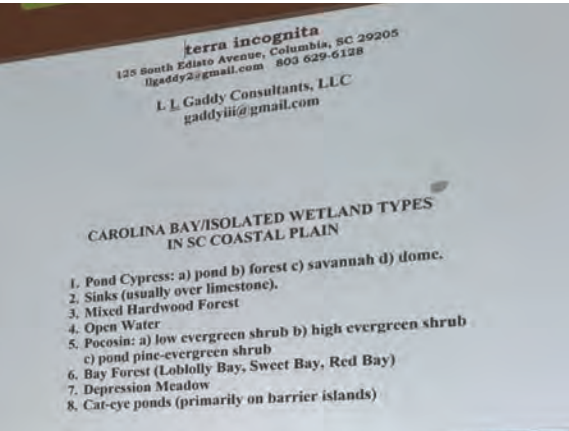 terra incognita
125 South Edisto Avenue, Columbia, SC 29205
llgaddy2@gmail.com 803 629-6128
L L Gaddy Consultants, LLC
gaddyiii@gmail.com
CAROLINA BAY/ISOLATED WETLAND TYPES
IN SC COASTAL PLAIN
1. Pond Cypress: a) pond b) forest c) savannah d) dome.
2. Sinks (usually over limestone).
3. Mixed Hardwood Forest
4. Open Water
5. Pocosin: a) low evergreen shrub b) high evergreen shrub
c) pond pine-evergreen shrub
6. Bay Forest (Loblolly Bay, Sweet Bay, Red Bay)
7. Depression Meadow
8. Cat-eye ponds (primarily on barrier islands)